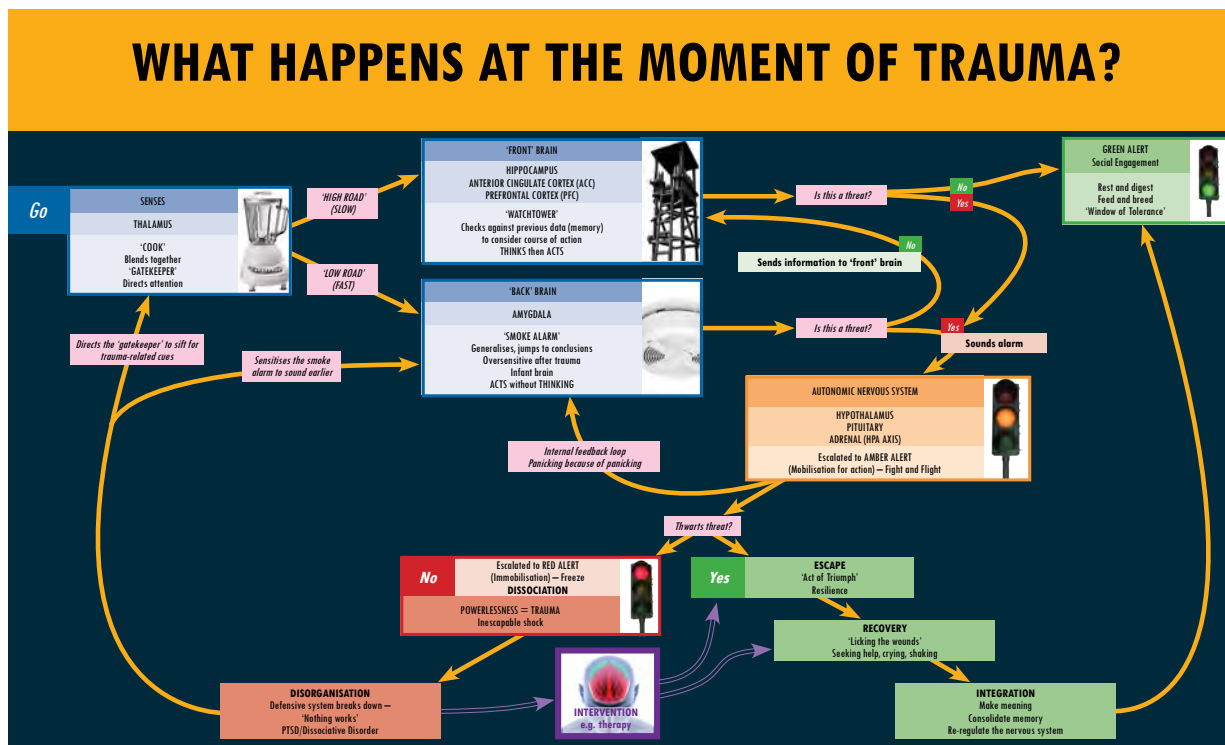 WHAT HAPPENS AT THE MOMENT OF TRAUMA?
Go
SENSES
THALAMUS
‘COOK’
Blends together
‘GATEKEEPER’
Directs attention
‘HIGH ROAD’
(SLOW)
‘LOW ROAD’
(FAST)
‘FRONT’ BRAIN
HIPPOCAMPUS
ANTERIOR CINGULATE CORTEX (ACC)
PREFRONTAL CORTEX (PFC)
‘WATCHTOWER’
Checks against previous data (memory)
to consider course of action
THINKS then ACTS
Is this a threat?
No
Yes
GREEN ALERT
Social Engagement
Rest and digest
Feed and breed
‘Window of Tolerance’
No
Sends information to ‘front’ brain
‘BACK’ BRAIN
AMYGDALA
‘SMOKE ALARM’
Generalises, jumps to conclusions
Oversensitive after trauma
Infant brain
ACTS without THINKING
Is this a threat?
Yes
Sounds alarm
Directs the ‘gatekeeper’ to sift for
trauma-related cues
Sensitises the smoke
alarm to sound earlier
AUTONOMIC NERVOUS SYSTEM
HYPOTHALAMUS
PITUITARY
ADRENAL (HPA AXIS)
Escalated to AMBER ALERT
(Mobilisation for action) – Fight and Flight
Internal feedback loop
Panicking because of panicking
Thwarts threat?
No
Escalated to RED ALERT
(Immobilisation) – Freeze
DISSOCIATION
POWERLESSNESS = TRAUMA
Inescapable shock
Yes
ESCAPE
‘Act of Triumph’
Resilience
RECOVERY
‘Licking the wounds’
Seeking help, crying, shaking
DISORGANISATION
Defensive system breaks down –
‘Nothing works’
PTSD/Dissociative Disorder
INTERVENTION
e.g. therapy
INTEGRATION
Make meaning
Consolidate memory
Re-regulate the nervous system